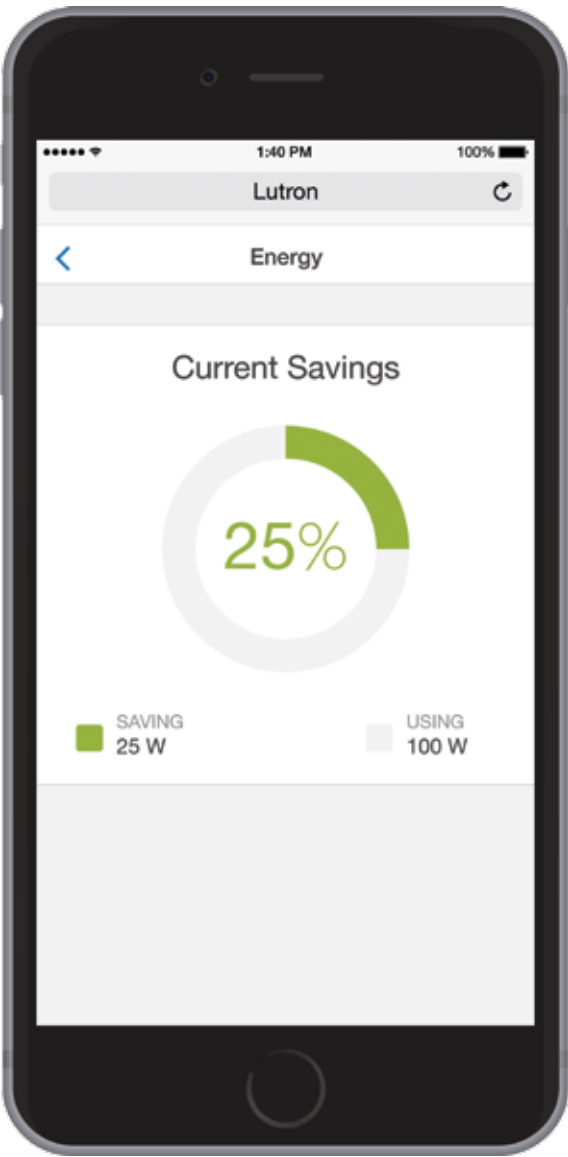 1:40 PM 100%
Lutron
Energy
Current Savings
25%
SAVING
25 W
USING
100 W